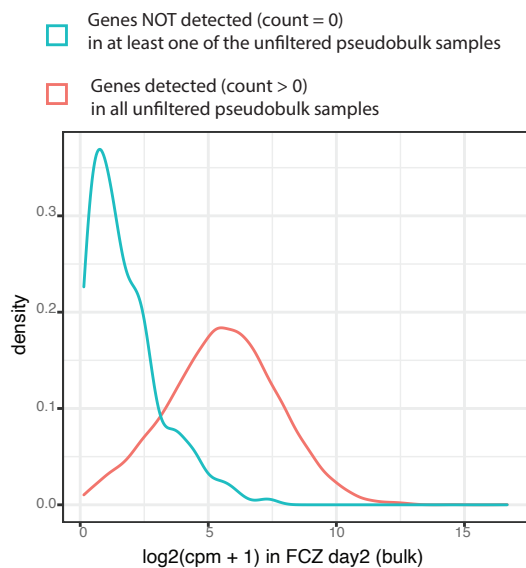 Genes NOT detected (count = 0)
in at least one of the unfiltered pseudobulk samples
Genes detected (count > 0)
in all unfiltered pseudobulk samples
0.3
0.2
0.1
0.0
density
0
5
10
15
log2(cpm + 1) in FCZ day2 (bulk)